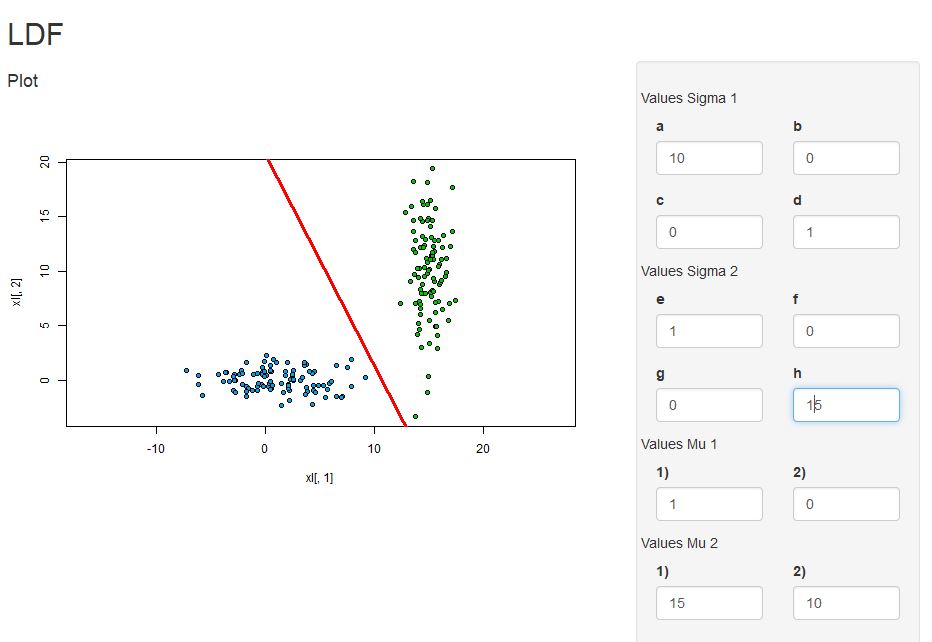 LDF
Plot
20
15
10
5
0
xl[, 2]
-10 0 10 20
xl[, 1]
Values Sigma 1
a b
10 0
c d
0 1
Values Sigma 2
e f
1 0
g h
0 15
Values Mu 1
1) 2)
1 0
Values Mu 2
1) 2)
15 10